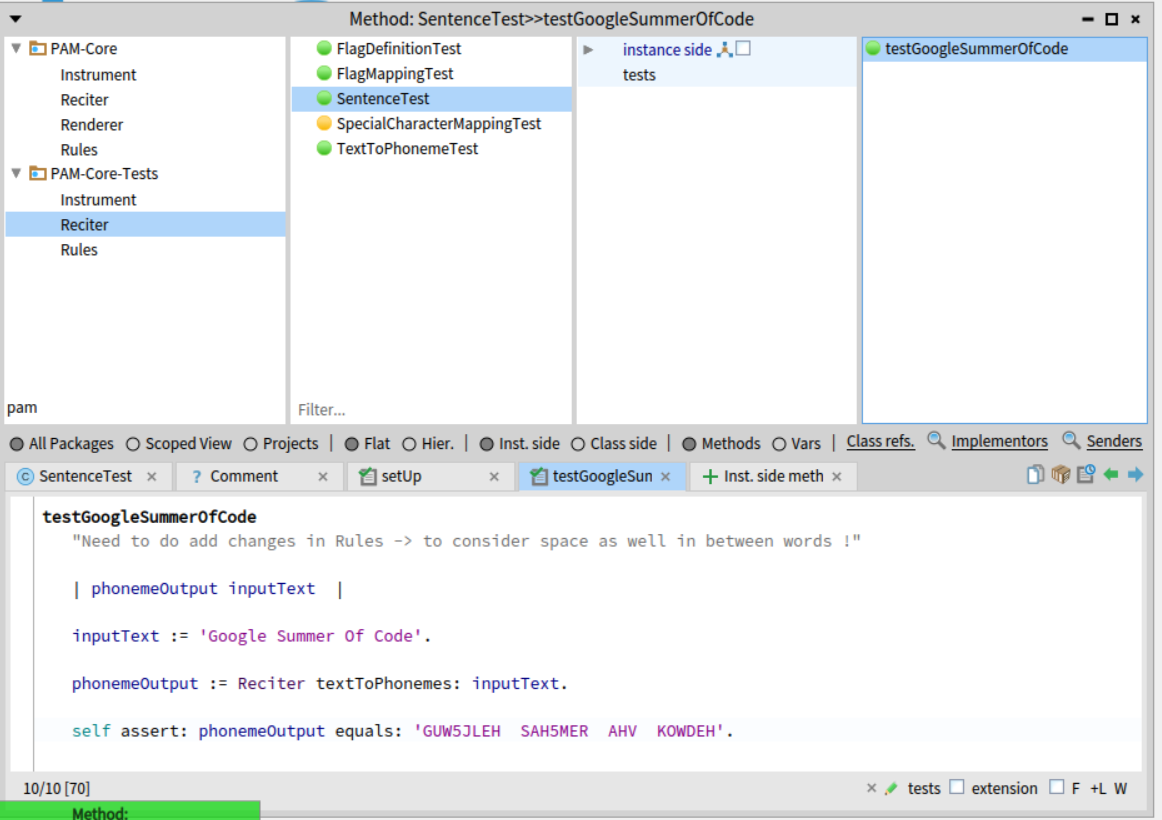 Method: SentenceTest>>testGoogleSummerOfCode
PAM-Core
Instrument
Reciter
Renderer
Rules
PAM-Core-Tests
Instrument
Reciter
Rules
pam
FlagDefinitionTest
FlagMappingTest
SentenceTest
SpecialCharacterMappingTest
TextToPhonemeTest
Filter...
instance side
tests
testGoogleSummerOfCode
All Packages Scoped View Projects | Flat Hier. | Inst. side Class side | Methods Vars | Class refs. Implementors Senders
C SentenceTest × ? Comment × setUp × testGoogleSun × + Inst. side meth ×
testGoogleSummerOfCode
"Need to do add changes in Rules -> to consider space as well in between words !"
| phonemeOutput inputText  |
inputText := 'Google Summer Of Code'.
phonemeOutput := Reciter textToPhonemes: inputText.
self assert: phonemeOutput equals: 'GUW5JLEH  SAH5MER  AHV  KOWDEH'.
10/10 [70] × tests extension F +L W
Method: